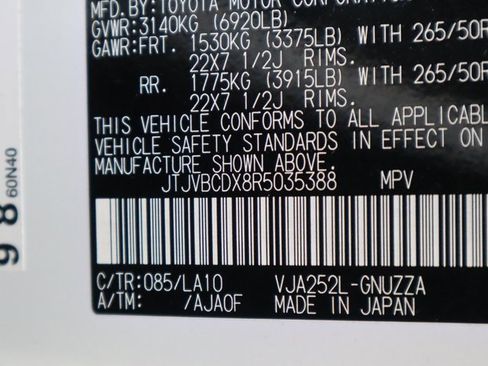 MFD.BY:TOYOTA MOTOR CORPORATION
GVWR:3140KG (6920LB)
GAWR:FRT. 1530KG (3375LB) WITH 265/50R
22X7 1/2J RIMS.
RR. 1775KG (3915LB) WITH 265/50R
22X7 1/2J RIMS.
THIS VEHICLE CONFORMS TO ALL APPLICABLE
VEHICLE SAFETY STANDARDS IN EFFECT ON
MANUFACTURE SHOWN ABOVE.
JTJVBCDX8R5035388 MPV
C/TR:085/LA10 VJA252L-GNUZZA
A/TM: /AJA0F MADE IN JAPAN
98
60N40